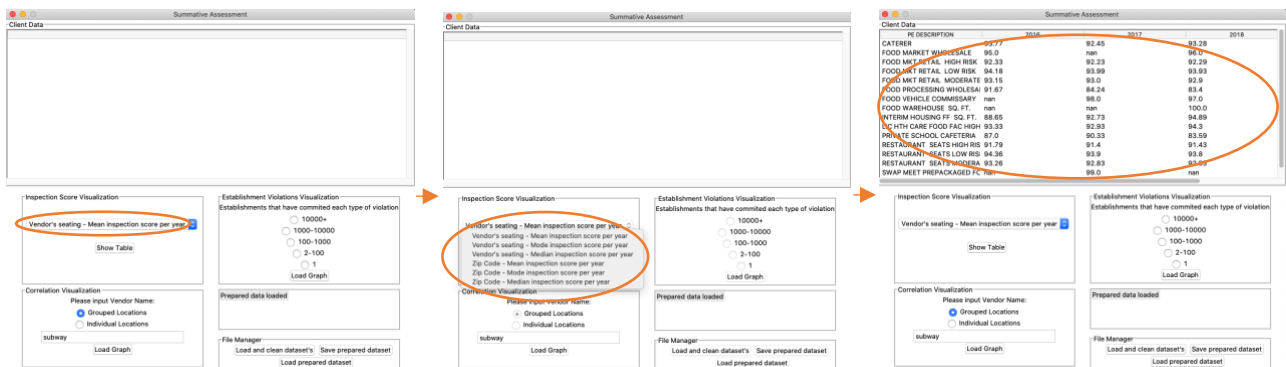 Summative Assessment
Client Data
Inspection Score Visualization
Vendor's seating - Mean inspection score per year
Show Table
Establishment Violations Visualization
Establishments that have commited each type of violation
10000+
1000-10000
100-1000
2-100
1
Load Graph
Correlation Visualization
Please input Vendor Name:
Grouped Locations
Individual Locations
subway
Load Graph
Prepared data loaded
File Manager
Load and clean dataset's Save prepared dataset
Load prepared dataset
Summative Assessment
Client Data
Inspection Score Visualization
Vendor's seating - Mean inspection score per year
Vendor's seating - Mean inspection score per year
Vendor's seating - Mode inspection score per year
Vendor's seating - Median inspection score per year
Zip Code - Mean inspection score per year
Zip Code - Mode inspection score per year
Zip Code - Median inspection score per year
Establishment Violations Visualization
Establishments that have commited each type of violation
10000+
1000-10000
100-1000
2-100
1
Load Graph
Correlation Visualization
Please input Vendor Name:
Grouped Locations
Individual Locations
subway
Load Graph
Prepared data loaded
File Manager
Load and clean dataset's Save prepared dataset
Load prepared dataset
Summative Assessment
Client Data
PE DESCRIPTION 2016 2017 2018
CATERER 93.77 92.45 93.28
FOOD MARKET WHOLESALE 95.0 nan 96.0
FOOD MKT RETAIL HIGH RISK 92.33 92.23 92.29
FOOD MKT RETAIL LOW RISK 94.18 93.99 93.93
FOOD MKT RETAIL MODERATE 93.15 93.0 92.9
FOOD PROCESSING WHOLESAI 91.67 84.24 83.4
FOOD VEHICLE COMMISSARY nan 98.0 97.0
FOOD WAREHOUSE SQ. FT. nan nan 100.0
INTERIM HOUSING FF SQ. FT. 88.65 92.73 94.89
LIC HTH CARE FOOD FAC HIGH 93.33 92.93 94.3
PRIVATE SCHOOL CAFETERIA 87.0 90.33 83.59
RESTAURANT SEATS HIGH RIS 91.79 91.4 91.43
RESTAURANT SEATS LOW RIS 94.36 93.9 93.8
RESTAURANT SEATS MODERA 93.26 92.83
SWAP MEET PREPACKAGED FC nan 99.0 nan
Inspection Score Visualization
Vendor's seating - Mean inspection score per year
Show Table
Establishment Violations Visualization
Establishments that have commited each type of violation
10000+
1000-10000
100-1000
2-100
1
Load Graph
Correlation Visualization
Please input Vendor Name:
Grouped Locations
Individual Locations
subway
Load Graph
Prepared data loaded
File Manager
Load and clean dataset's Save prepared dataset
Load prepared dataset